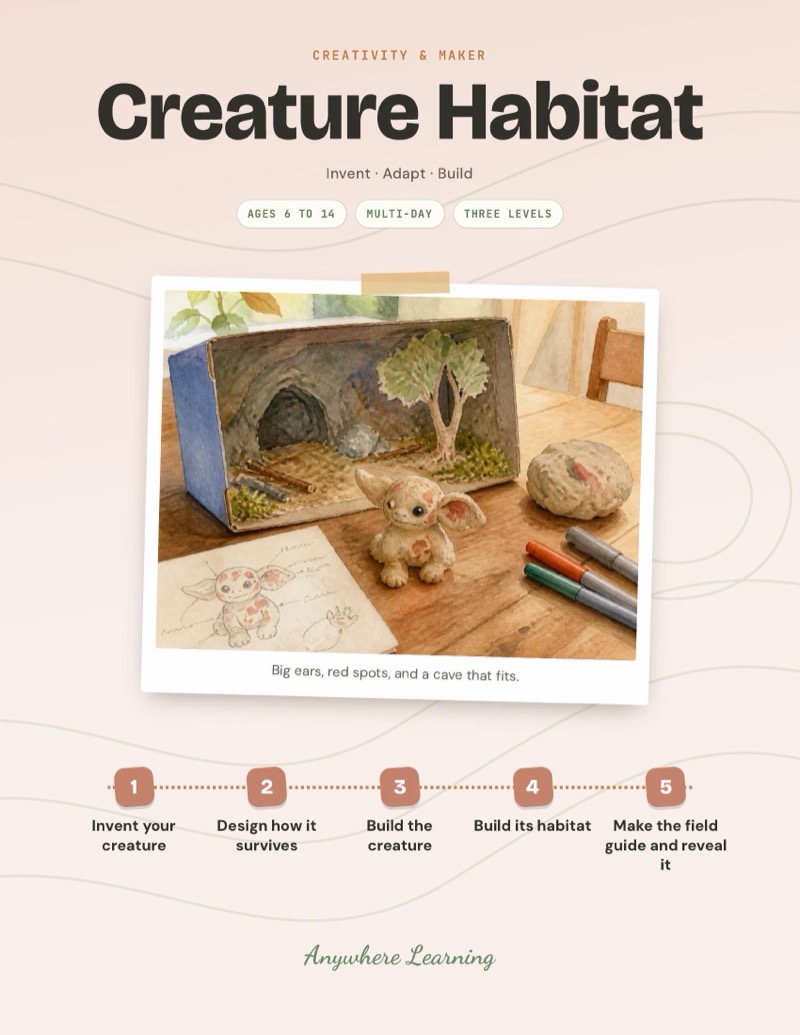 CREATIVITY & MAKER
Creature Habitat
Invent · Adapt · Build
AGES 6 TO 14
MULTI-DAY
THREE LEVELS
Big ears, red spots, and a cave that fits.
1
Invent your
creature
2
Design how it
survives
3
Build the
creature
4
Build its habitat
5
Make the field
guide and reveal
it
Anywhere Learning